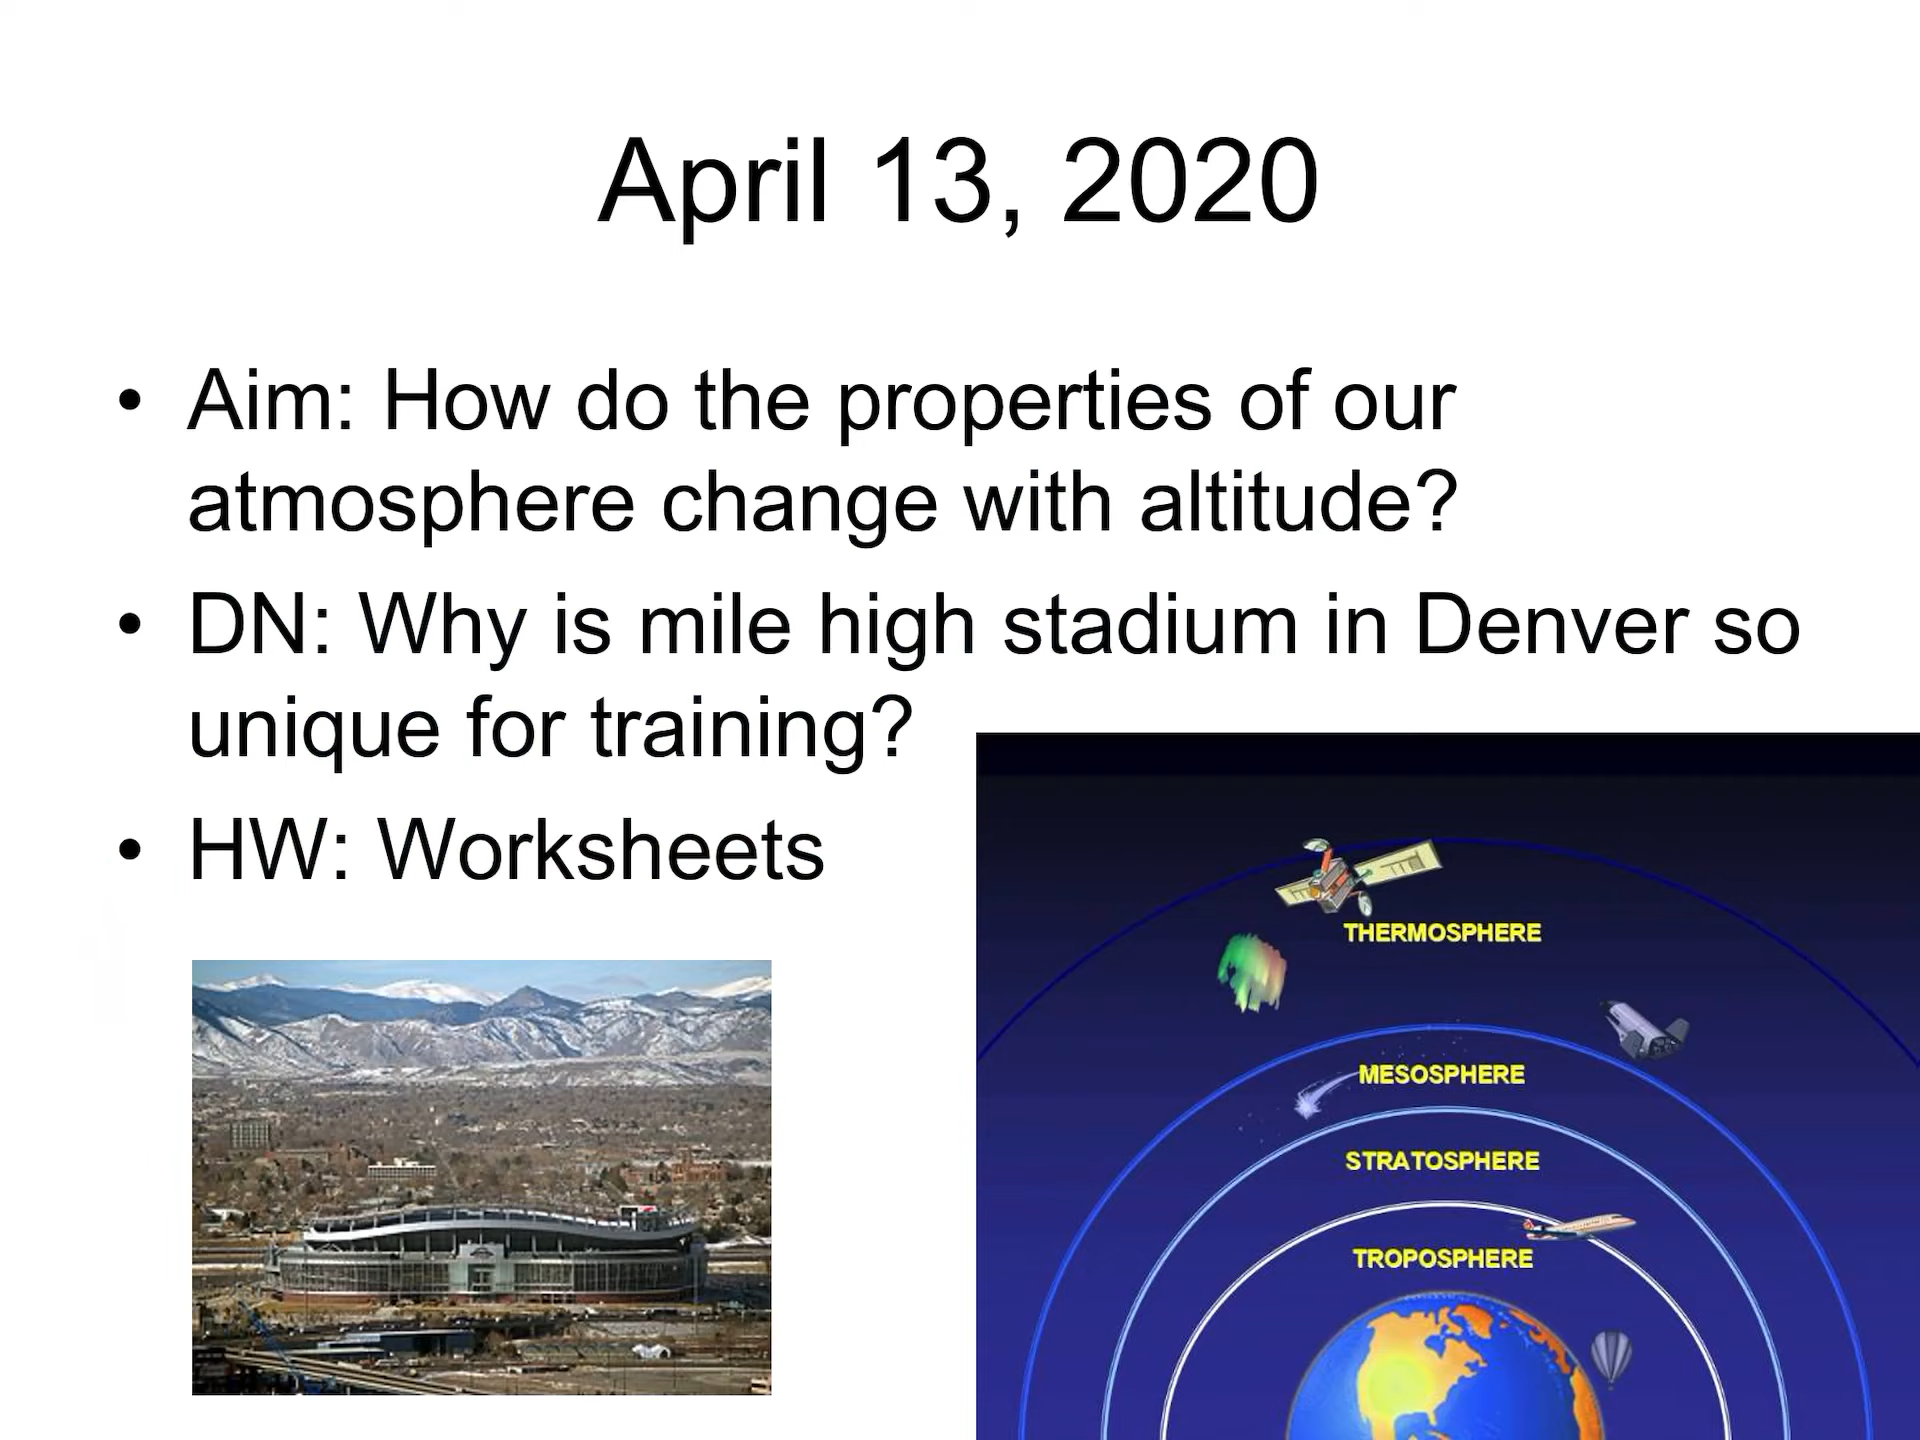 April 13, 2020
• Aim: How do the properties of our
atmosphere change with altitude?
• DN: Why is mile high stadium in Denver so
unique for training?
• HW: Worksheets
THERMOSPHERE
MESOSPHERE
STRATOSPHERE
TROPOSPHERE